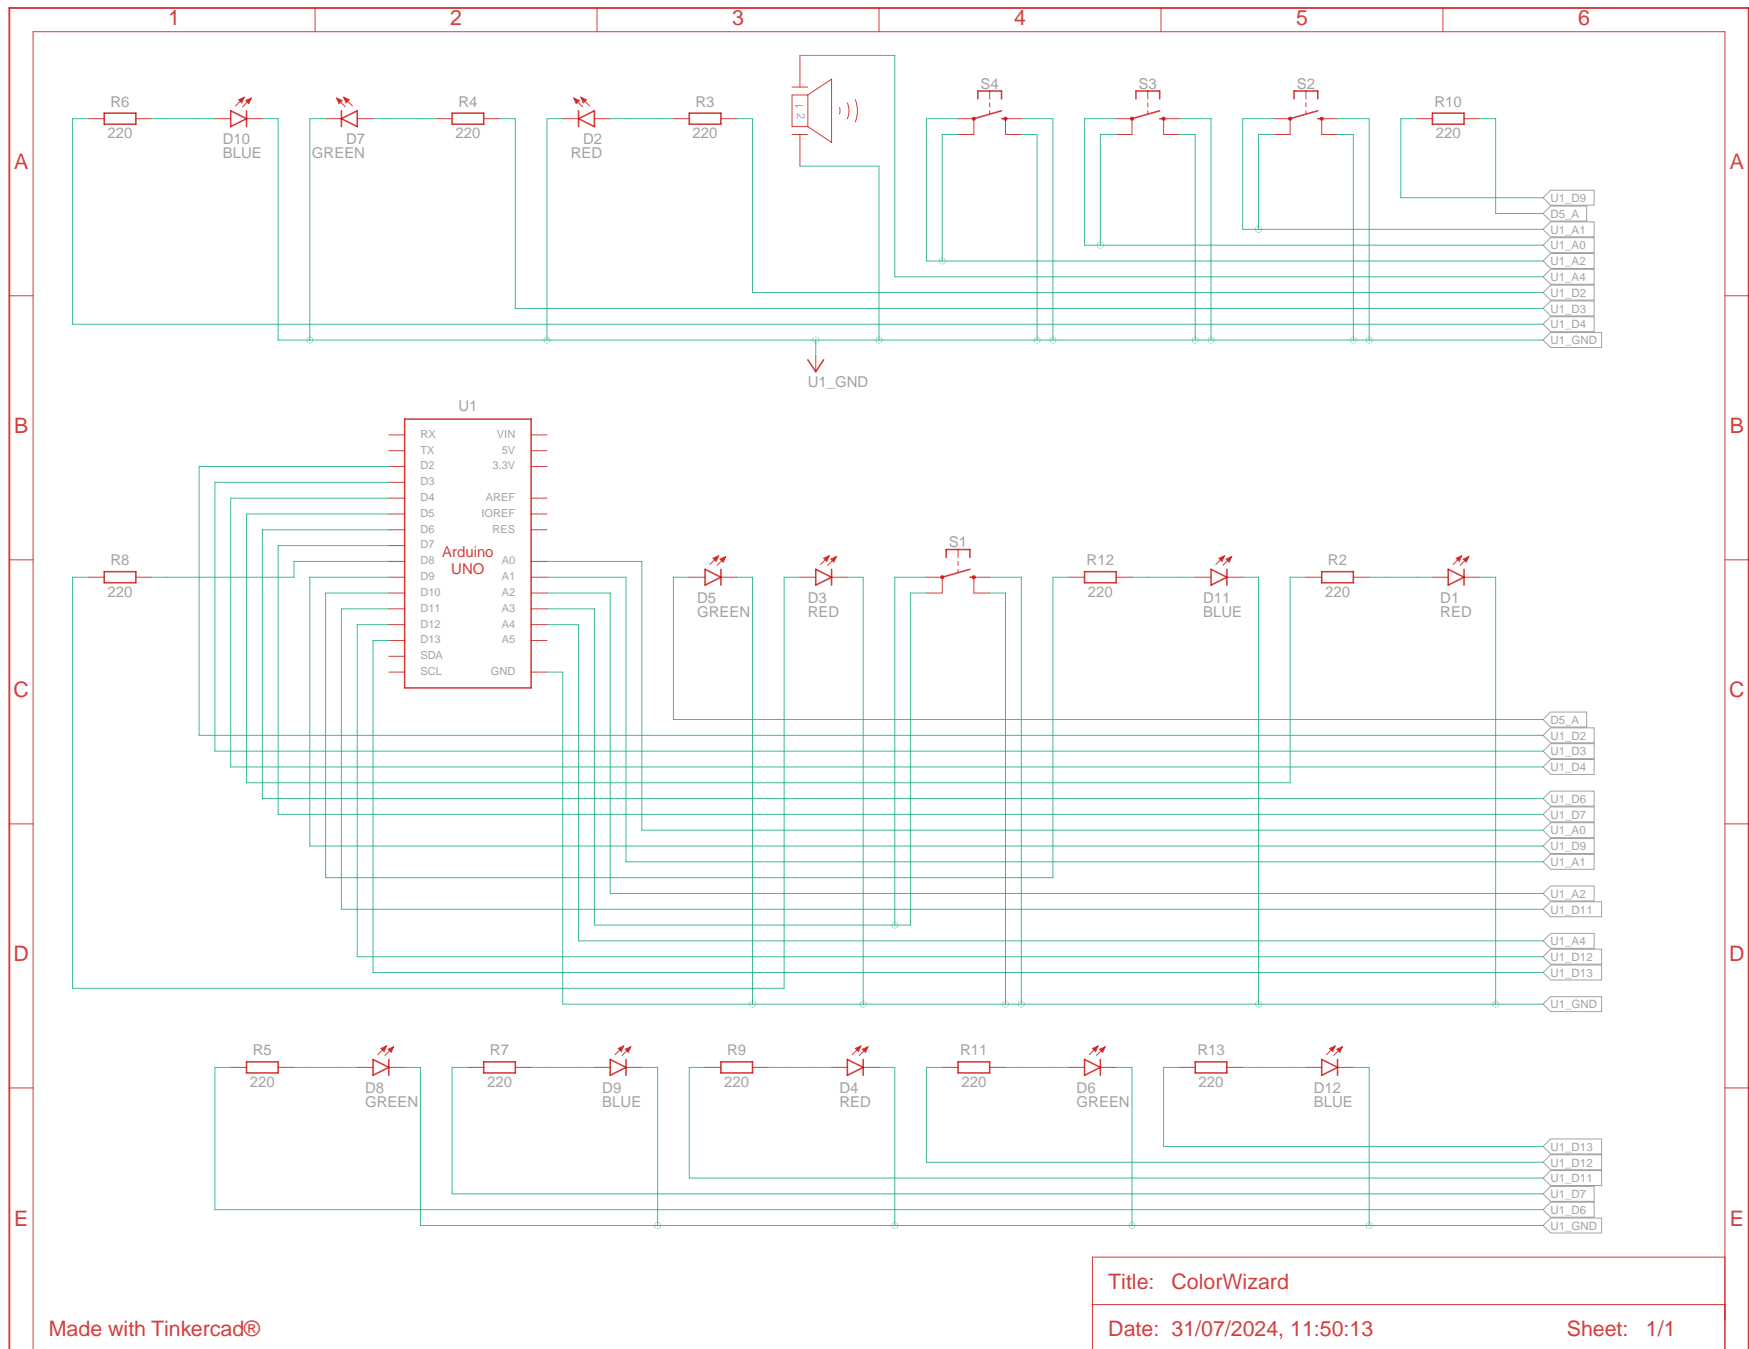 1 2 3 4 5 6
R6
220
D10
BLUE
D7
GREEN
R4
220
D2
RED
R3
220
1 2
S4
S3
S2
R10
220
A
A
U1_D9
D5_A
U1_A1
U1_A0
U1_A2
U1_A4
U1_D2
U1_D3
U1_D4
U1_GND
U1_GND
B
B
U1
RX VIN
TX 5V
D2 3.3V
D3
D4 AREF
D5 IOREF
D6 RES
D7
Arduino
UNO
D8 A0
D9 A1
D10 A2
D11 A3
D12 A4
D13 A5
SDA
SCL GND
R8
220
D5
GREEN
D3
RED
S1
R12
220
D11
BLUE
R2
220
D1
RED
C
C
D5_A
U1_D2
U1_D3
U1_D4
U1_D6
U1_D7
U1_A0
U1_D9
U1_A1
U1_A2
U1_D11
U1_A4
U1_D12
U1_D13
U1_GND
D
D
R5
220
D8
GREEN
R7
220
D9
BLUE
R9
220
D4
RED
R11
220
D6
GREEN
R13
220
D12
BLUE
U1_D13
U1_D12
U1_D11
U1_D7
U1_D6
U1_GND
E
E
Title: ColorWizard
Made with Tinkercad®
Date: 31/07/2024, 11:50:13 Sheet: 1/1